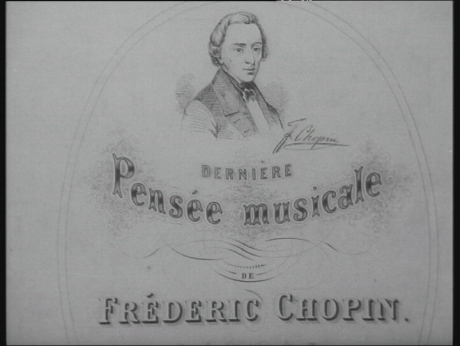 F. Chopin
DERNIÈRE
Pensée musicale
DE
FRÉDERIC CHOPIN.